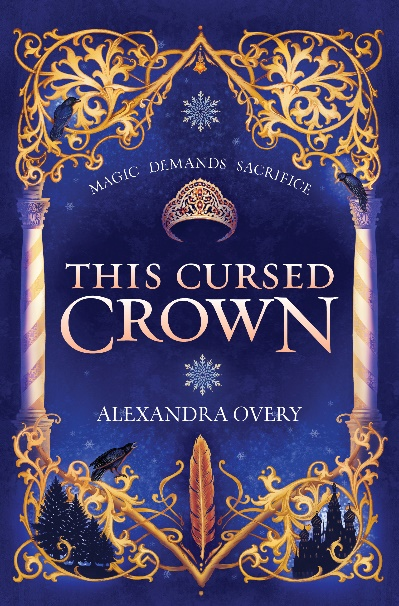 MAGIC DEMANDS SACRIFICE
THIS CURSED
CROWN
ALEXANDRA OVERY